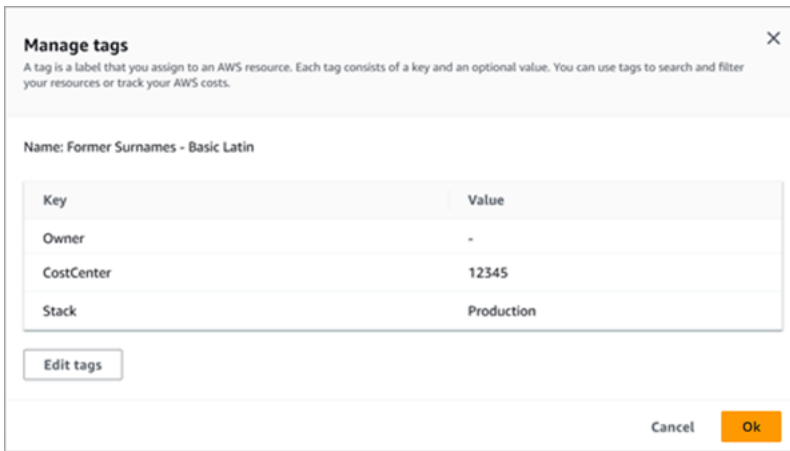 Manage tags
A tag is a label that you assign to an AWS resource. Each tag consists of a key and an optional value. You can use tags to search and filter
your resources or track your AWS costs.
Name: Former Surnames - Basic Latin
Key Value
Owner -
CostCenter 12345
Stack Production
Edit tags
Cancel Ok